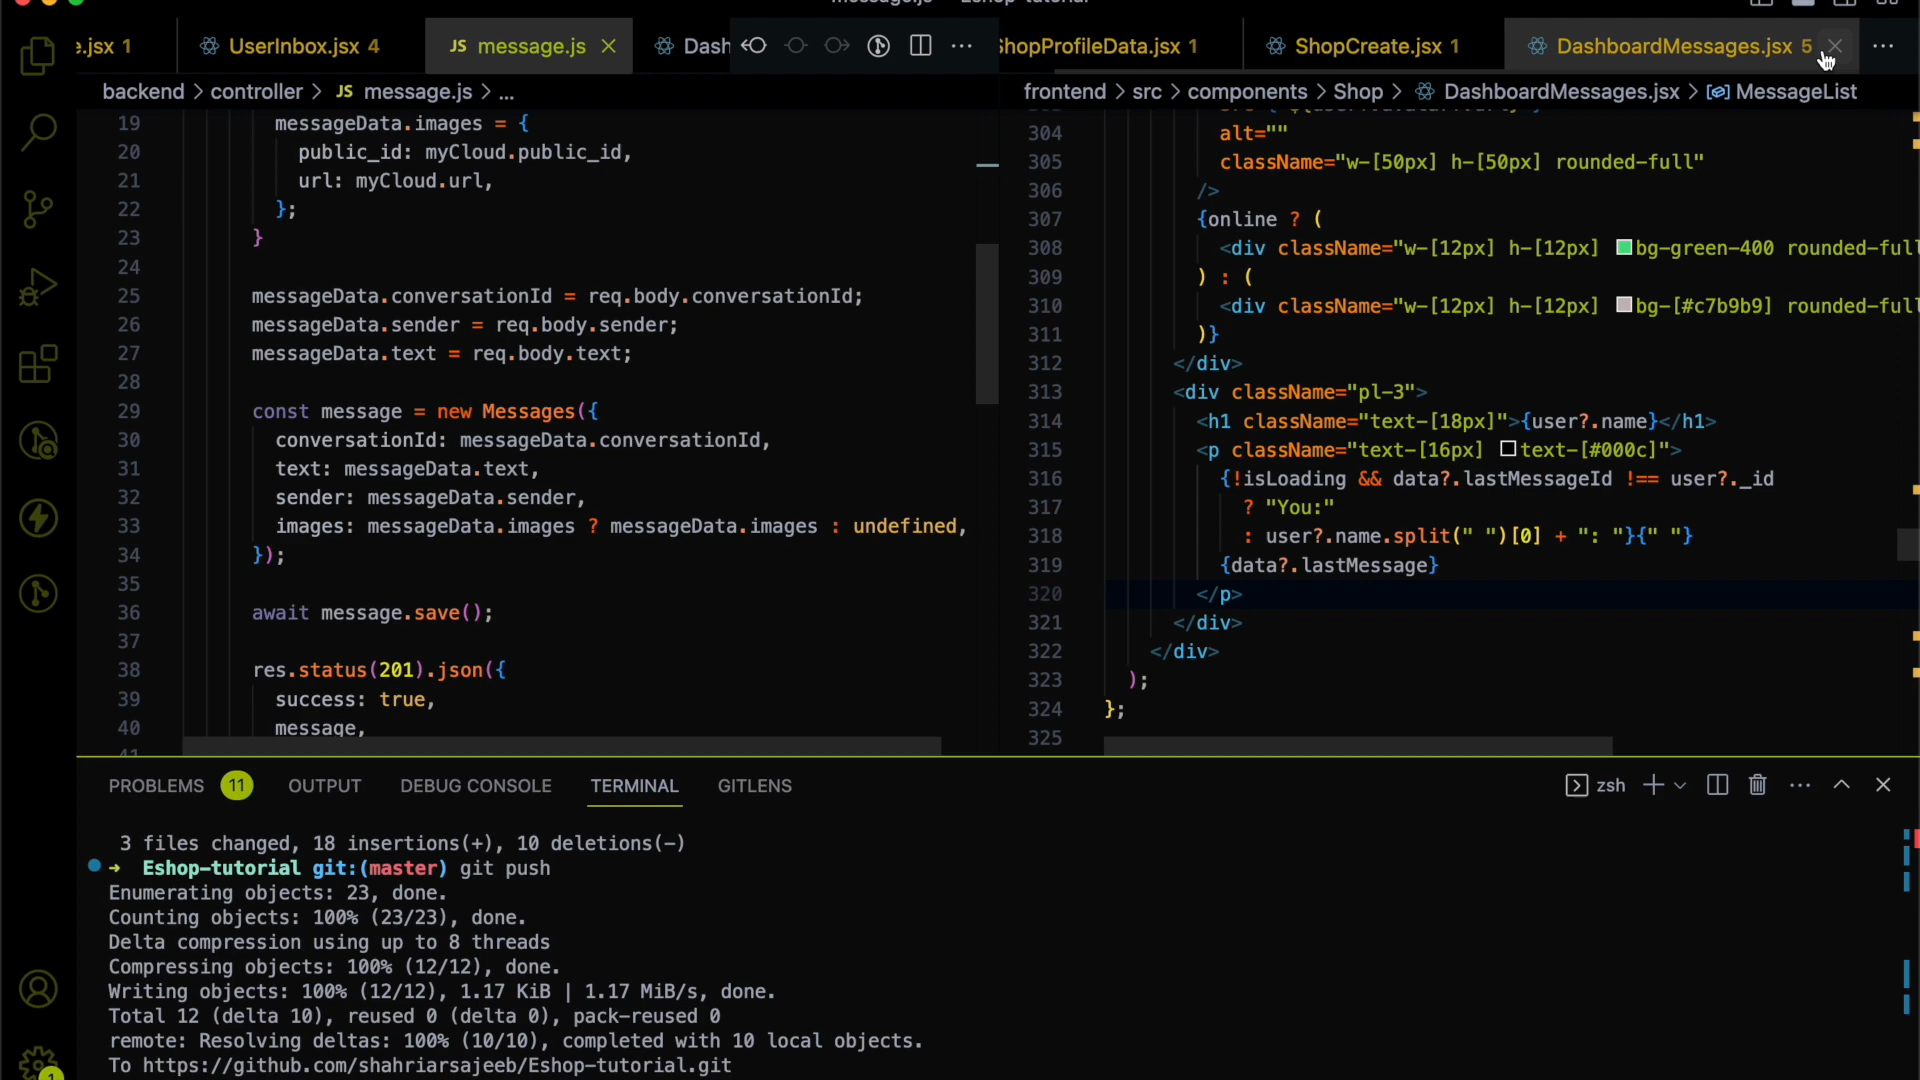 e.jsx 1
UserInbox.jsx 4
JS message.js
Dash
ShopProfileData.jsx 1
ShopCreate.jsx 1
DashboardMessages.jsx 5
backend > controller > JS message.js > ...
frontend > src > components > Shop > DashboardMessages.jsx > MessageList
19 messageData.images = {
20 public_id: myCloud.public_id,
21 url: myCloud.url,
22 };
23 }
24
25 messageData.conversationId = req.body.conversationId;
26 messageData.sender = req.body.sender;
27 messageData.text = req.body.text;
28
29 const message = new Messages({
30 conversationId: messageData.conversationId,
31 text: messageData.text,
32 sender: messageData.sender,
33 images: messageData.images ? messageData.images : undefined,
34 });
35
36 await message.save();
37
38 res.status(201).json({
39 success: true,
40 message,
304 alt=""
305 className="w-[50px] h-[50px] rounded-full"
306 />
307 {online ? (
308 <div className="w-[12px] h-[12px] bg-green-400 rounded-full
309 ) : (
310 <div className="w-[12px] h-[12px] bg-[#c7b9b9] rounded-full
311 )}
312 </div>
313 <div className="pl-3">
314 <h1 className="text-[18px]">{user?.name}</h1>
315 <p className="text-[16px] text-[#000c]">
316 {!isLoading && data?.lastMessageId !== user?._id
317 ? "You:"
318 : user?.name.split(" ")[0] + ": "}{" "}
319 {data?.lastMessage}
320 </p>
321 </div>
322 </div>
323 );
324 };
325
PROBLEMS 11 OUTPUT DEBUG CONSOLE TERMINAL GITLENS
zsh
3 files changed, 18 insertions(+), 10 deletions(-)
➜ Eshop-tutorial git:(master) git push
Enumerating objects: 23, done.
Counting objects: 100% (23/23), done.
Delta compression using up to 8 threads
Compressing objects: 100% (12/12), done.
Writing objects: 100% (12/12), 1.17 KiB | 1.17 MiB/s, done.
Total 12 (delta 10), reused 0 (delta 0), pack-reused 0
remote: Resolving deltas: 100% (10/10), completed with 10 local objects.
To https://github.com/shahriarsajeeb/Eshop-tutorial.git
1